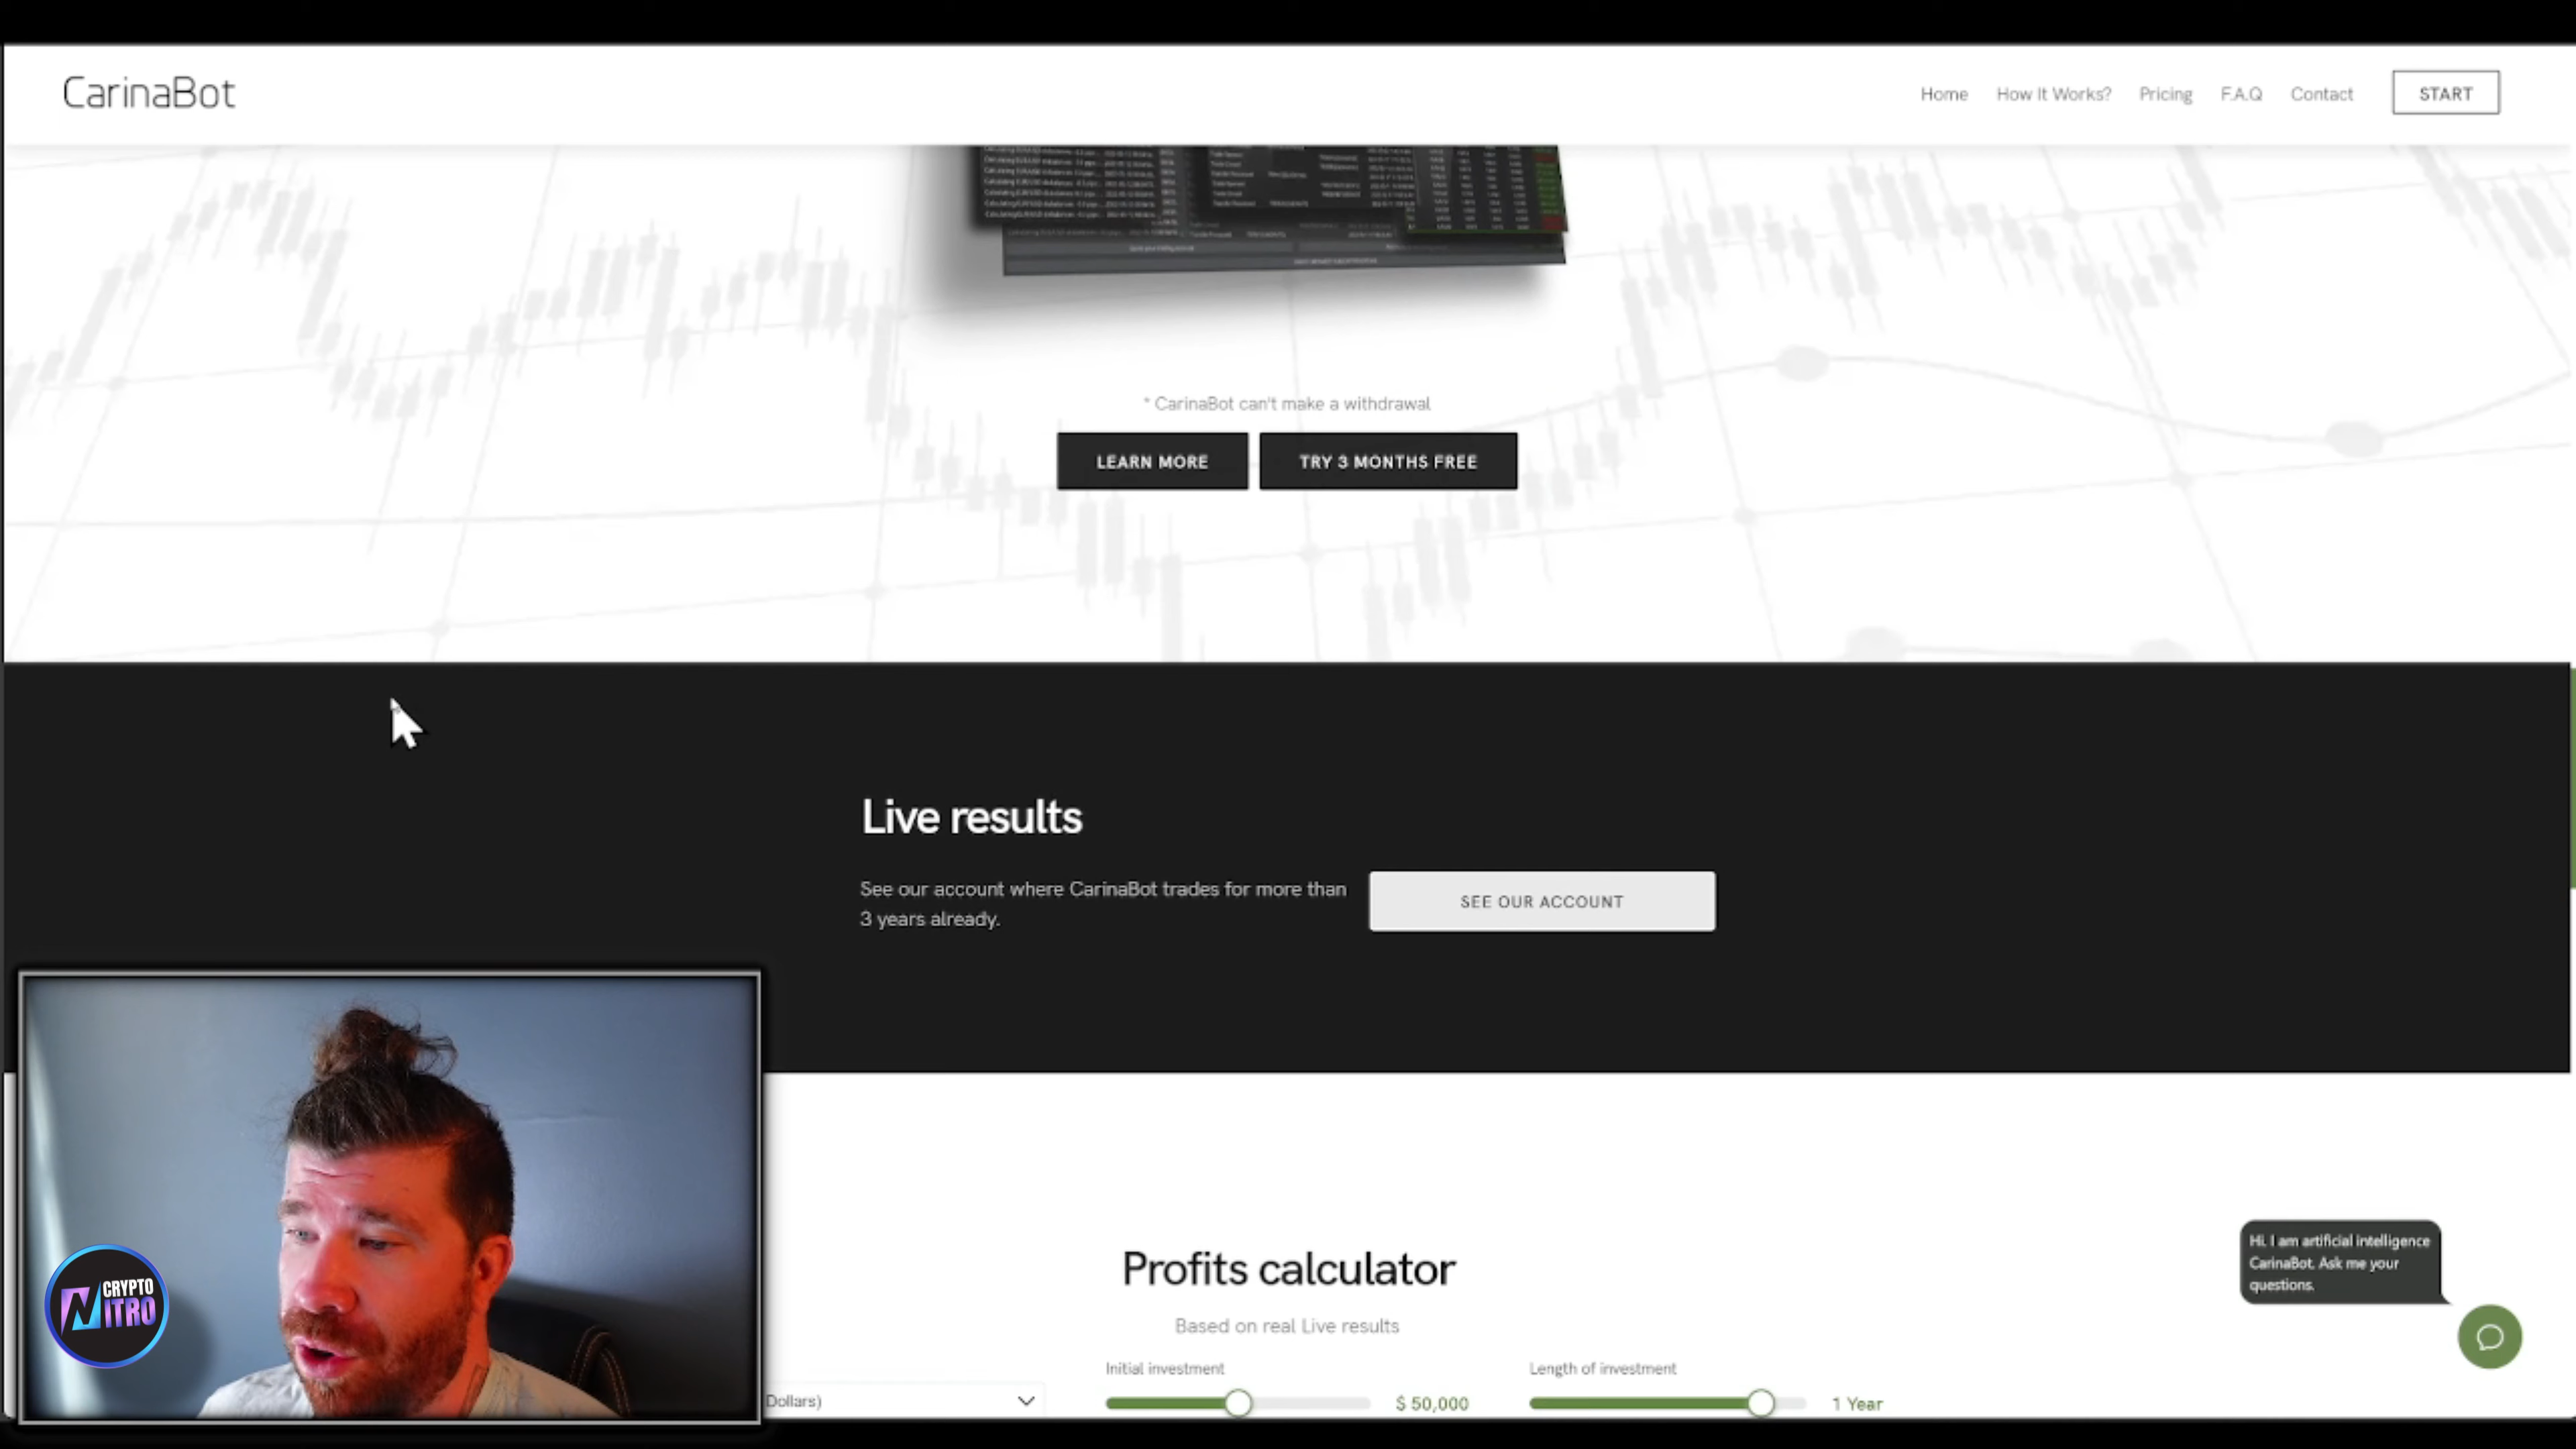 CarinaBot
Home How It Works? Pricing F.A.Q Contact START
* CarinaBot can't make a withdrawal
LEARN MORE TRY 3 MONTHS FREE
Live results
See our account where CarinaBot trades for more than
3 years already.
SEE OUR ACCOUNT
CRYPTO
NITRO
Profits calculator
Based on real Live results
Initial investment
Length of investment
Dollars)
$ 50,000
1 Year
Hi. I am artificial intelligence
CarinaBot. Ask me your
questions.